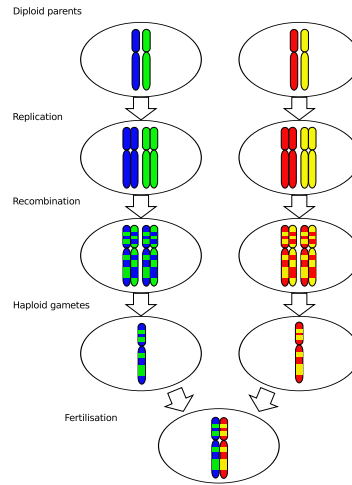 Diploid parents
Replication
Recombination
Haploid gametes
Fertilisation